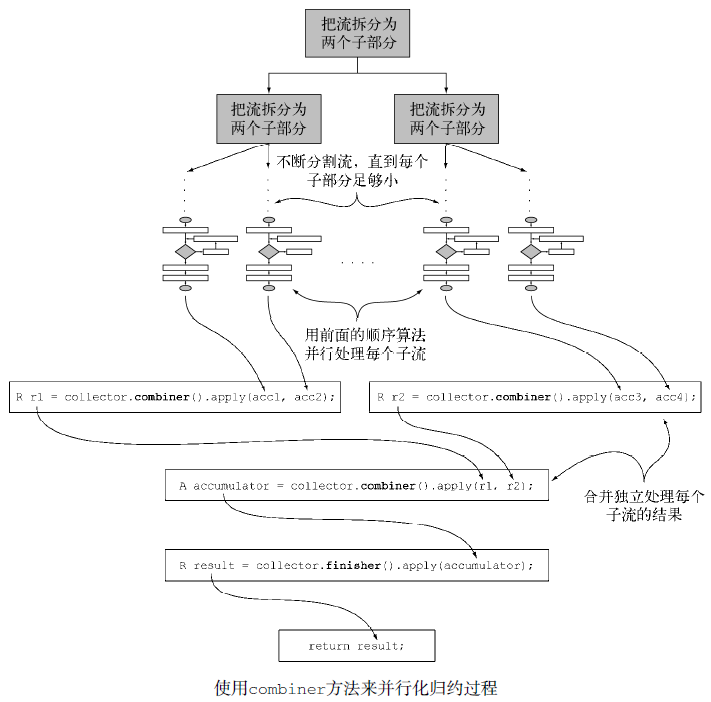 把流拆分为
两个子部分
把流拆分为
两个子部分
把流拆分为
两个子部分
不断分割流，直到每个
子部分足够小
用前面的顺序算法
并行处理每个子流
R r1 = collector.combiner().apply(acc1, acc2);
R r2 = collector.combiner().apply(acc3, acc4);
A accumulator = collector.combiner().apply(r1, r2);
合并独立处理每个
子流的结果
R result = collector.finisher().apply(accumulator);
return result;
使用combiner方法来并行化归约过程